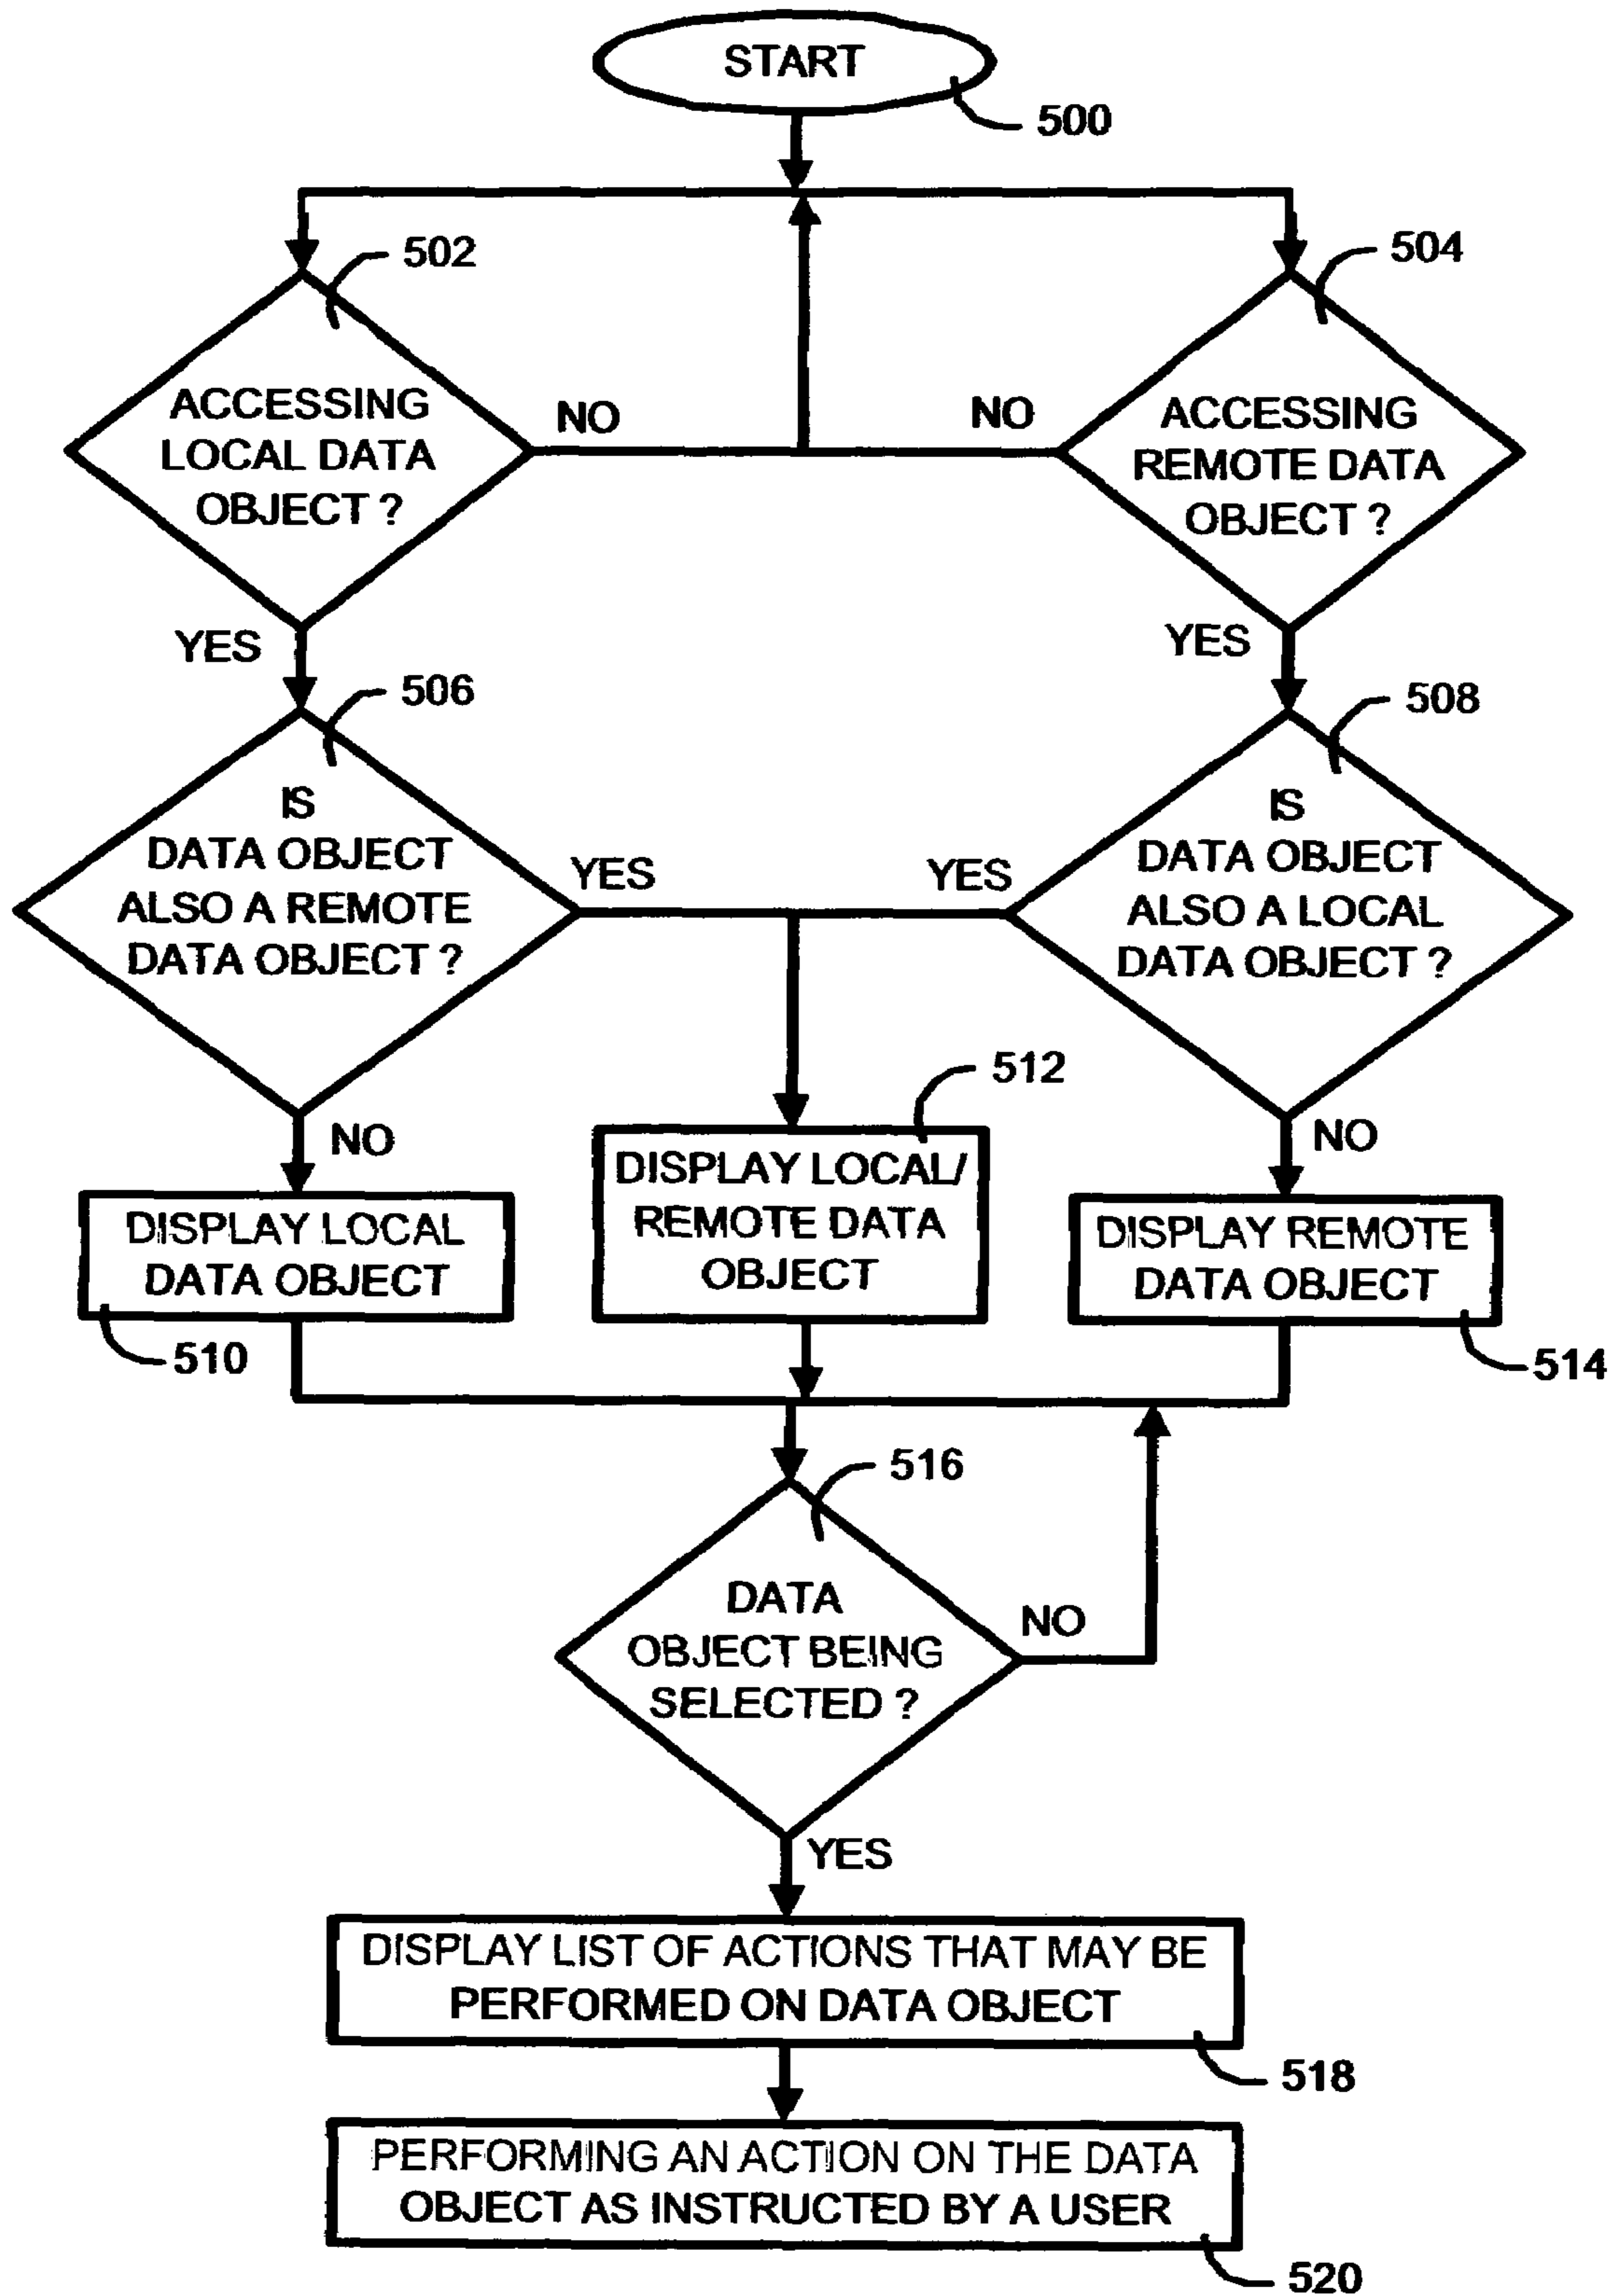 START
500
502
504
ACCESSING
LOCAL DATA
OBJECT ?
NO
NO
ACCESSING
REMOTE DATA
OBJECT ?
YES
YES
506
508
IS
DATA OBJECT
ALSO A REMOTE
DATA OBJECT ?
YES
YES
IS
DATA OBJECT
ALSO A LOCAL
DATA OBJECT ?
NO
512
NO
DISPLAY LOCAL
DATA OBJECT
510
DISPLAY LOCAL/
REMOTE DATA
OBJECT
DISPLAY REMOTE
DATA OBJECT
514
516
DATA
OBJECT BEING
SELECTED ?
NO
YES
DISPLAY LIST OF ACTIONS THAT MAY BE
PERFORMED ON DATA OBJECT
518
PERFORMING AN ACTION ON THE DATA
OBJECT AS INSTRUCTED BY A USER
520